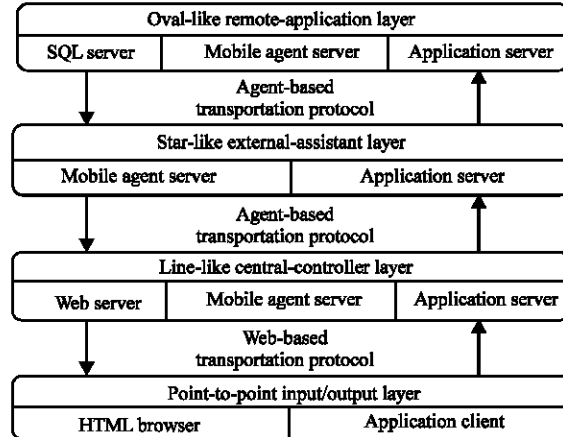 Oval-like remote-application layer
SQL server Mobile agent server Application server
Agent-based
transportation protocol
Star-like external-assistant layer
Mobile agent server Application server
Agent-based
transportation protocol
Line-like central-controller layer
Web server Mobile agent server Application server
Web-based
transportation protocol
Point-to-point input/output layer
HTML browser Application client